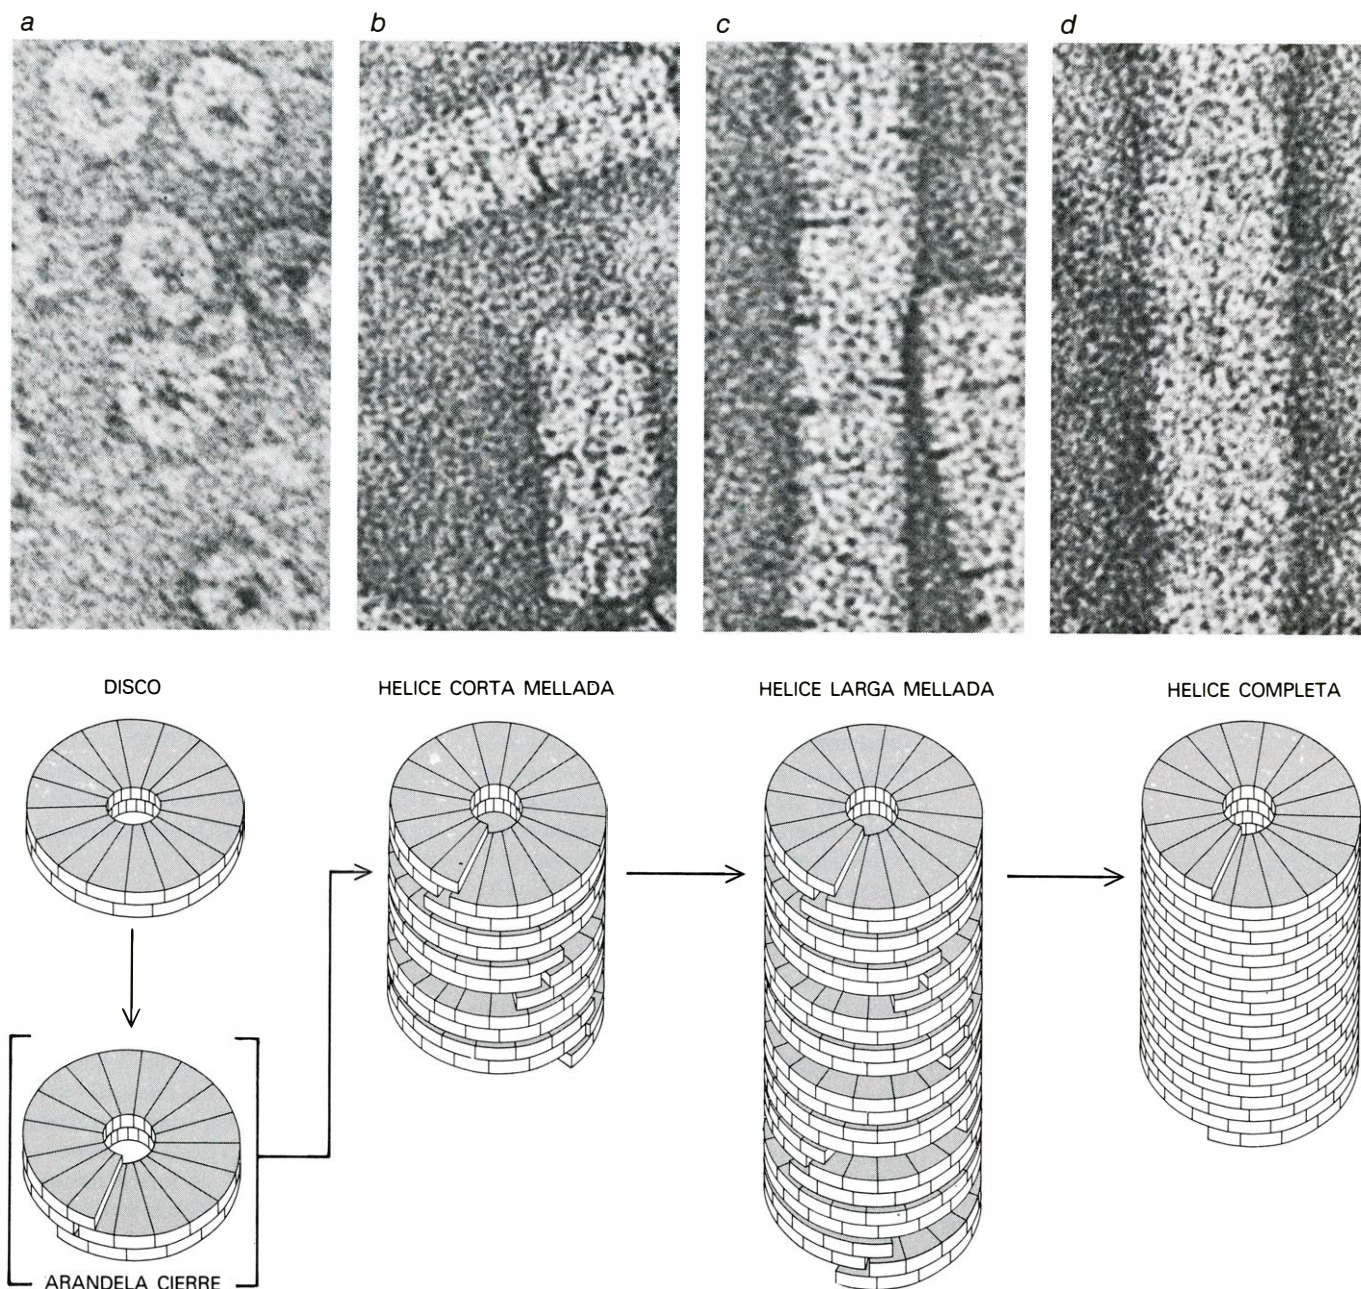 a
b
c
d
DISCO
HELICE CORTA MELLADA
HELICE LARGA MELLADA
HELICE COMPLETA
ARANDELA CIERRE